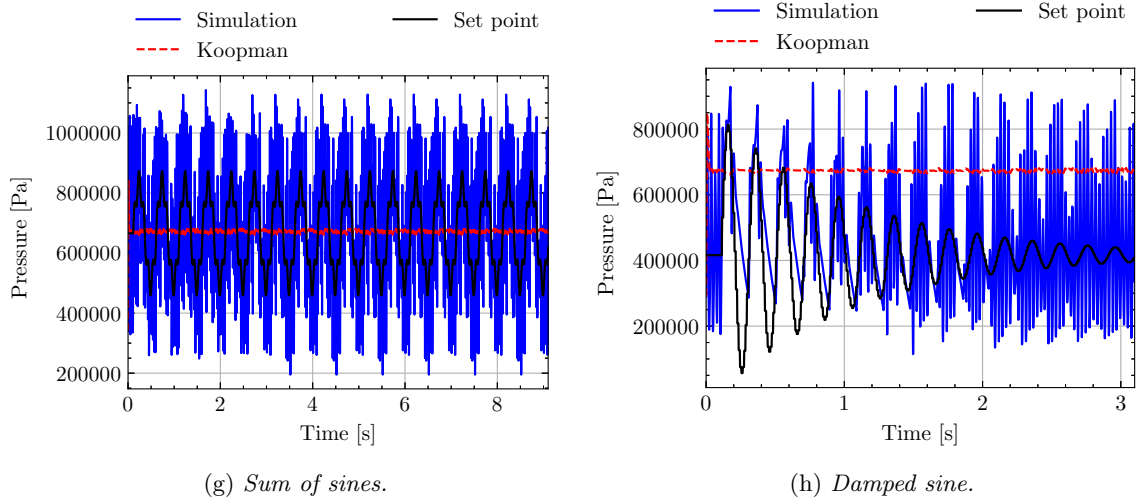 Simulation
Set point
Koopman
Pressure [Pa]
1000000
800000
600000
400000
200000
0
2
4
6
8
Time [s]
(g) Sum of sines.
Simulation
Set point
Koopman
Pressure [Pa]
800000
600000
400000
200000
0
1
2
3
Time [s]
(h) Damped sine.